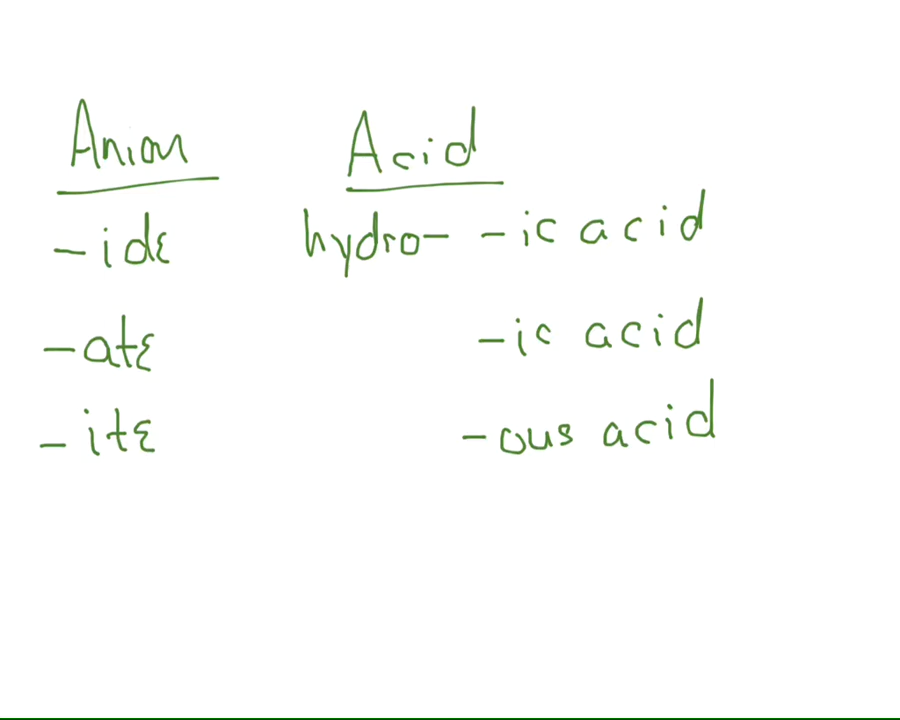 Anion Acid
-ide hydro- -ic acid
-ate -ic acid
-ite -ous acid